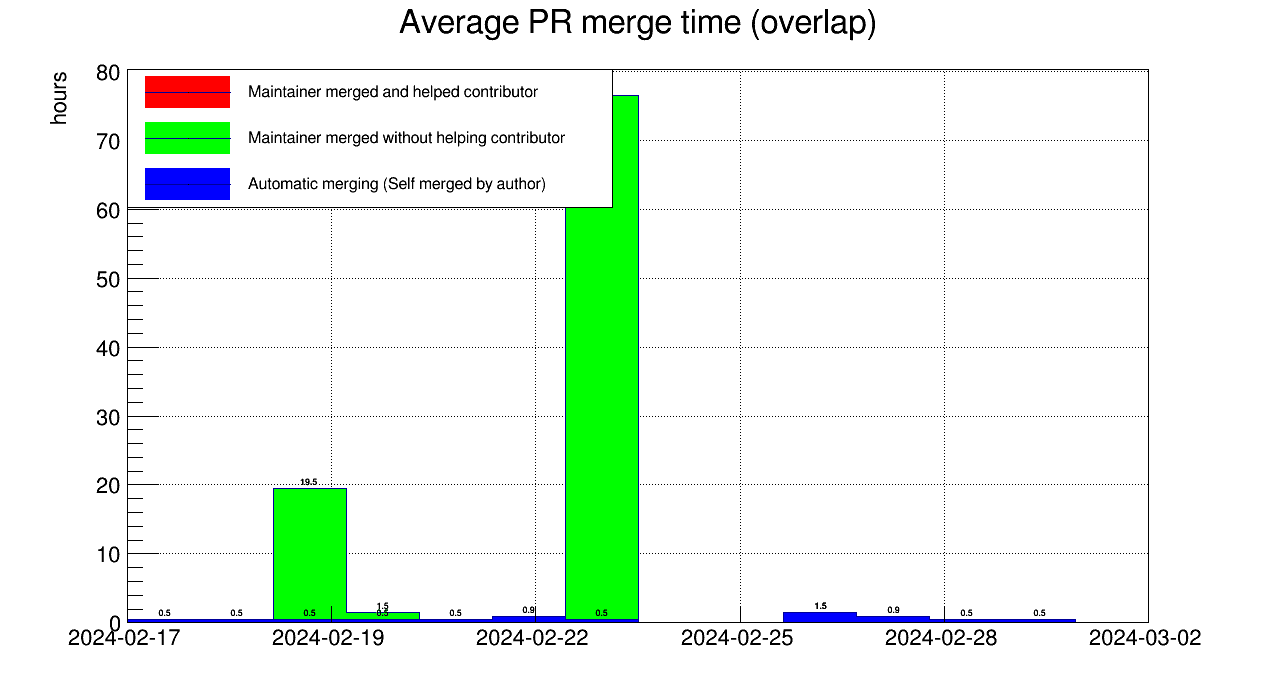 Average PR merge time (overlap)
hours
80
70
60
50
40
30
20
10
0
Maintainer merged and helped contributor
Maintainer merged without helping contributor
Automatic merging (Self merged by author)
19.5
1.5
0.5 0.5 0.5 0.5 0.5 0.9 0.5 1.5 0.9 0.5 0.5
2024-02-17 2024-02-19 2024-02-22 2024-02-25 2024-02-28 2024-03-02